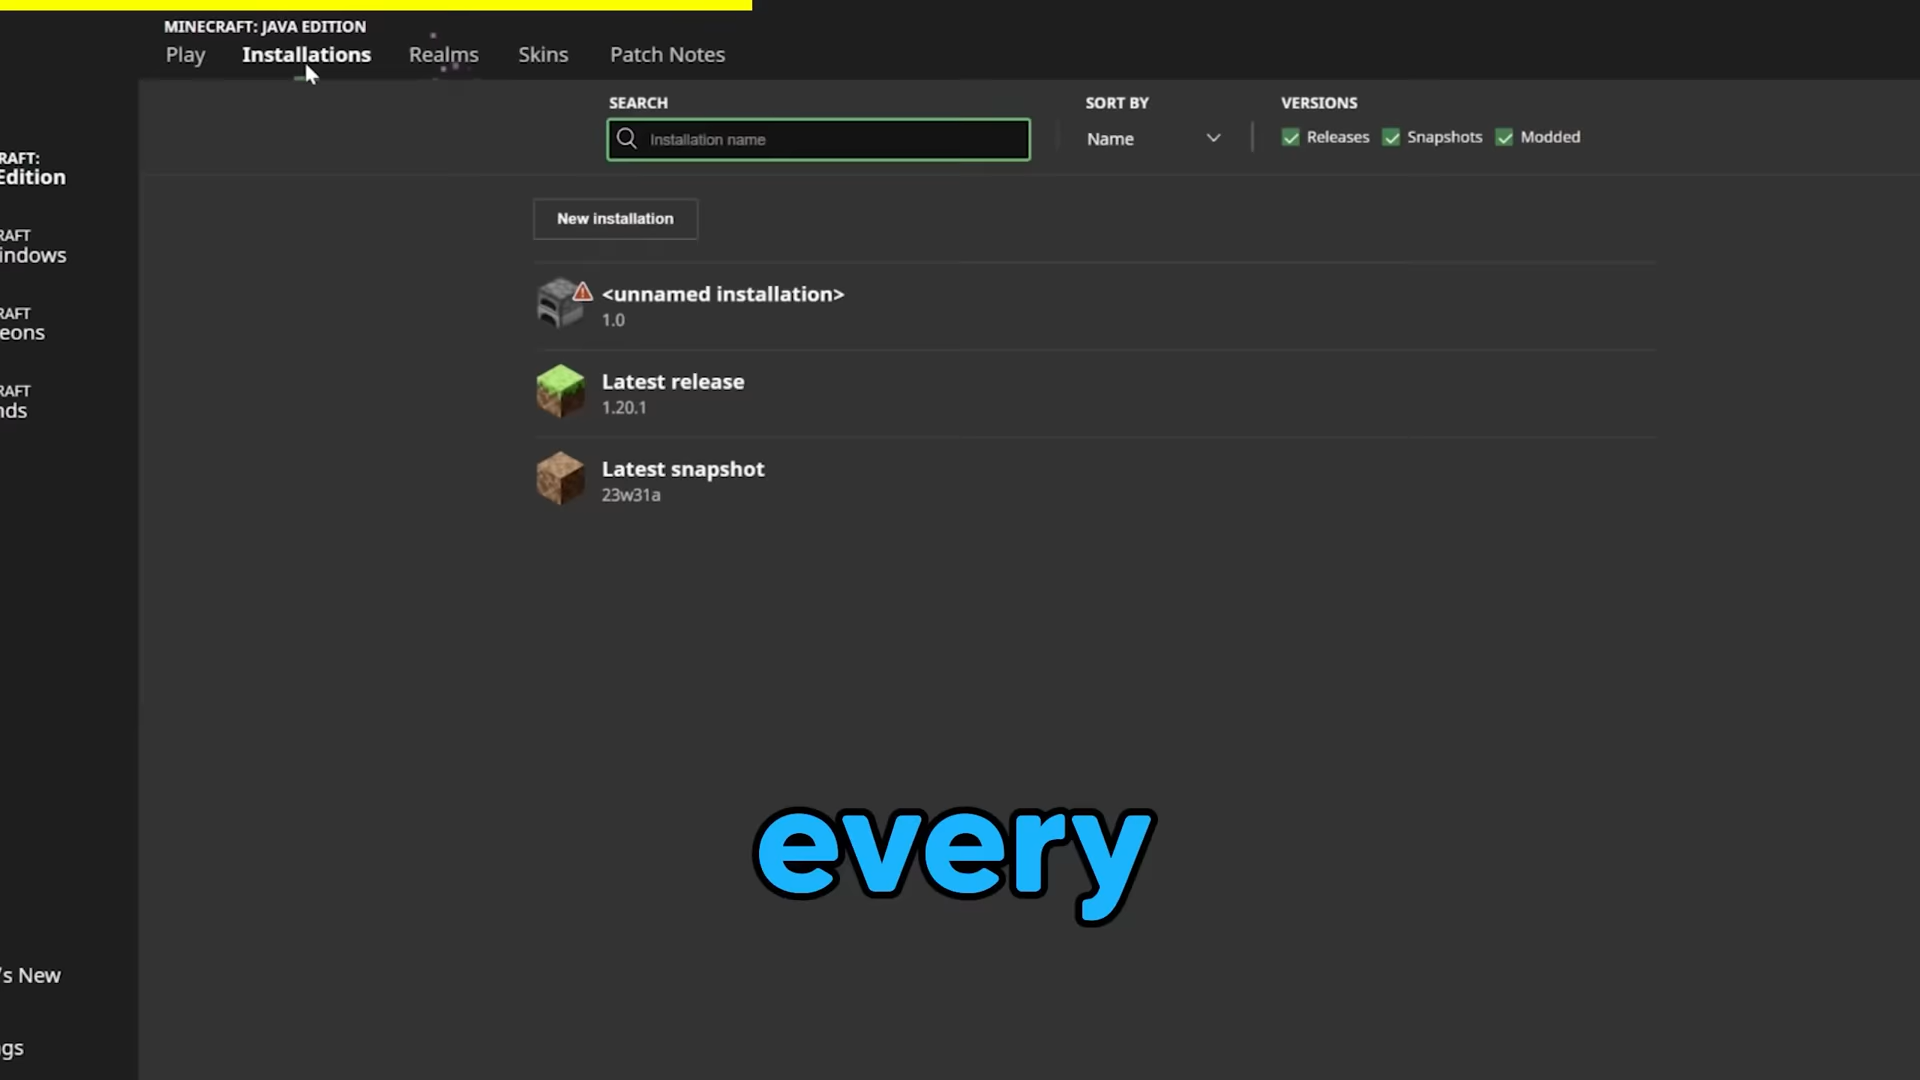 MINECRAFT: JAVA EDITION
Play Installations Realms Skins Patch Notes
SEARCH SORT BY VERSIONS
Installation name Name Releases Snapshots Modded
RAFT:
Edition
New installation
RAFT
indows
<unnamed installation>
1.0
RAFT
eons
Latest release
1.20.1
RAFT
nds
Latest snapshot
23w31a
every
's New
gs